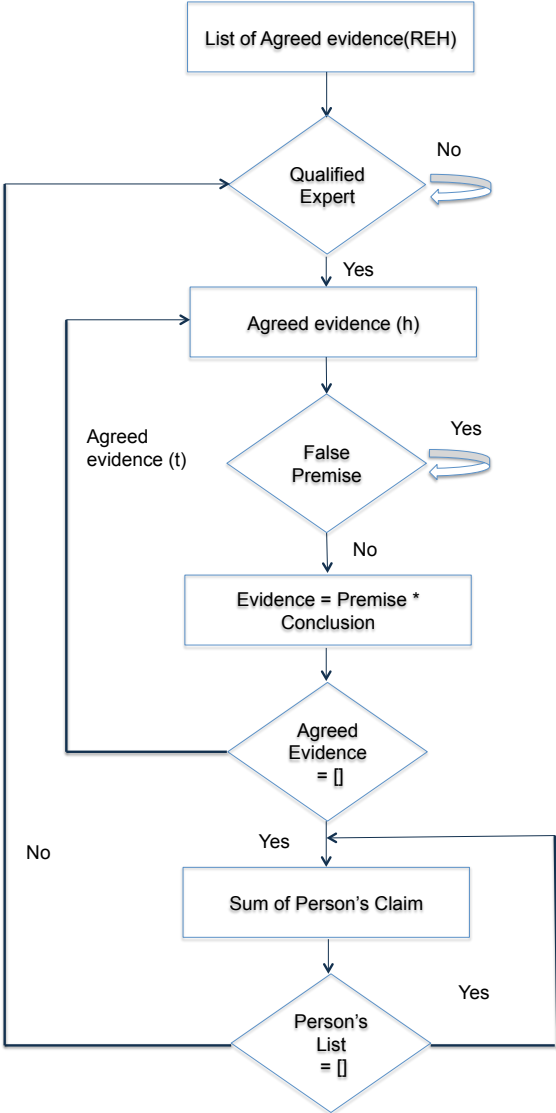 List of Agreed evidence(REH)
No
Qualified
Expert
Yes
Agreed evidence (h)
Agreed
evidence (t)
Yes
False
Premise
No
Evidence = Premise *
Conclusion
Agreed
Evidence
= []
Yes
No
Sum of Person’s Claim
Yes
Person’s
List
= []